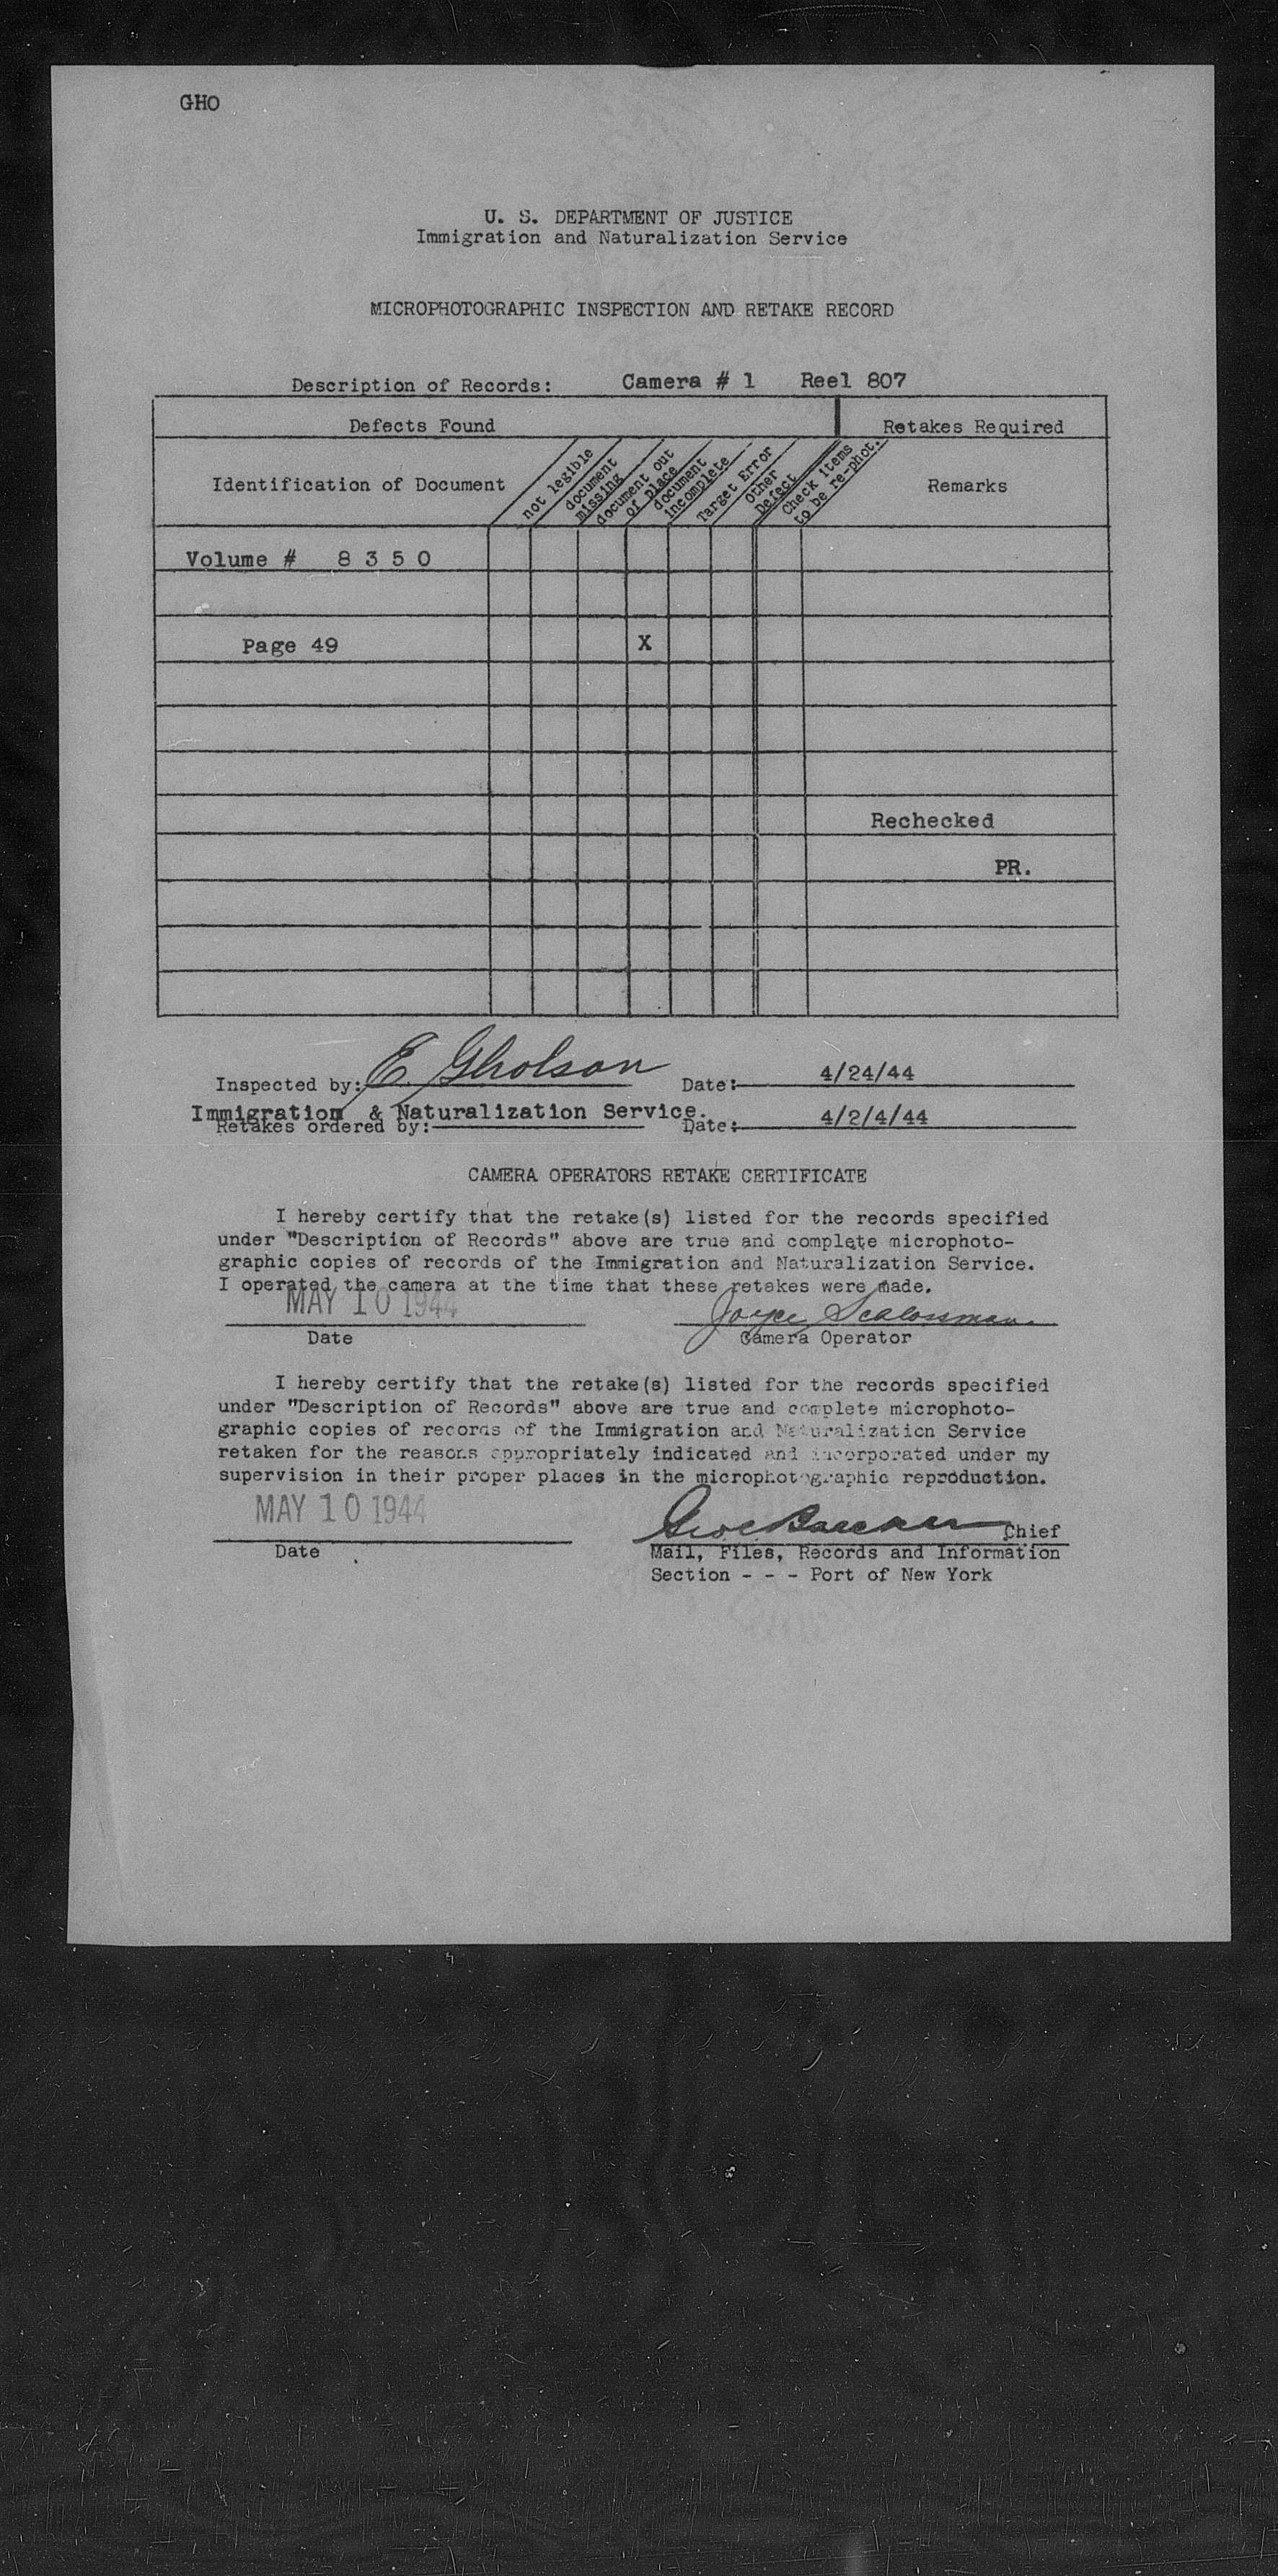 GHO
U. S. DEPARTMENT OF JUSTICE
Immigration and Naturalization Service
MICROPHOTOGRAPHIC INSPECTION AND RETAKE RECORD
Description of Records: Camera # 1 Reel 807
Defects Found Retakes Required
Identification of Document
not legible
document
missing
document out
of place
document
incomplete
Target Error
Other
Defect
Check items
to be re-phot.
Remarks
Volume # 8 3 5 0
Page 49 X
Rechecked
PR.
Inspected by: E Gholson Date: 4/24/44
Immigration & Naturalization Service.
Retakes ordered by: Date: 4/2/4/44
CAMERA OPERATORS RETAKE CERTIFICATE
I hereby certify that the retake(s) listed for the records specified
under "Description of Records" above are true and complete microphoto-
graphic copies of records of the Immigration and Naturalization Service.
I operated the camera at the time that these retakes were made.
MAY 10 1944 Joyce
Date Camera Operator
I hereby certify that the retake(s) listed for the records specified
under "Description of Records" above are true and complete microphoto-
graphic copies of records of the Immigration and Naturalization Service
retaken for the reasons appropriately indicated and incorporated under my
supervision in their proper places in the microphotographic reproduction.
MAY 10 1944 Chief
Date Mail, Files, Records and Information
Section - - - Port of New York